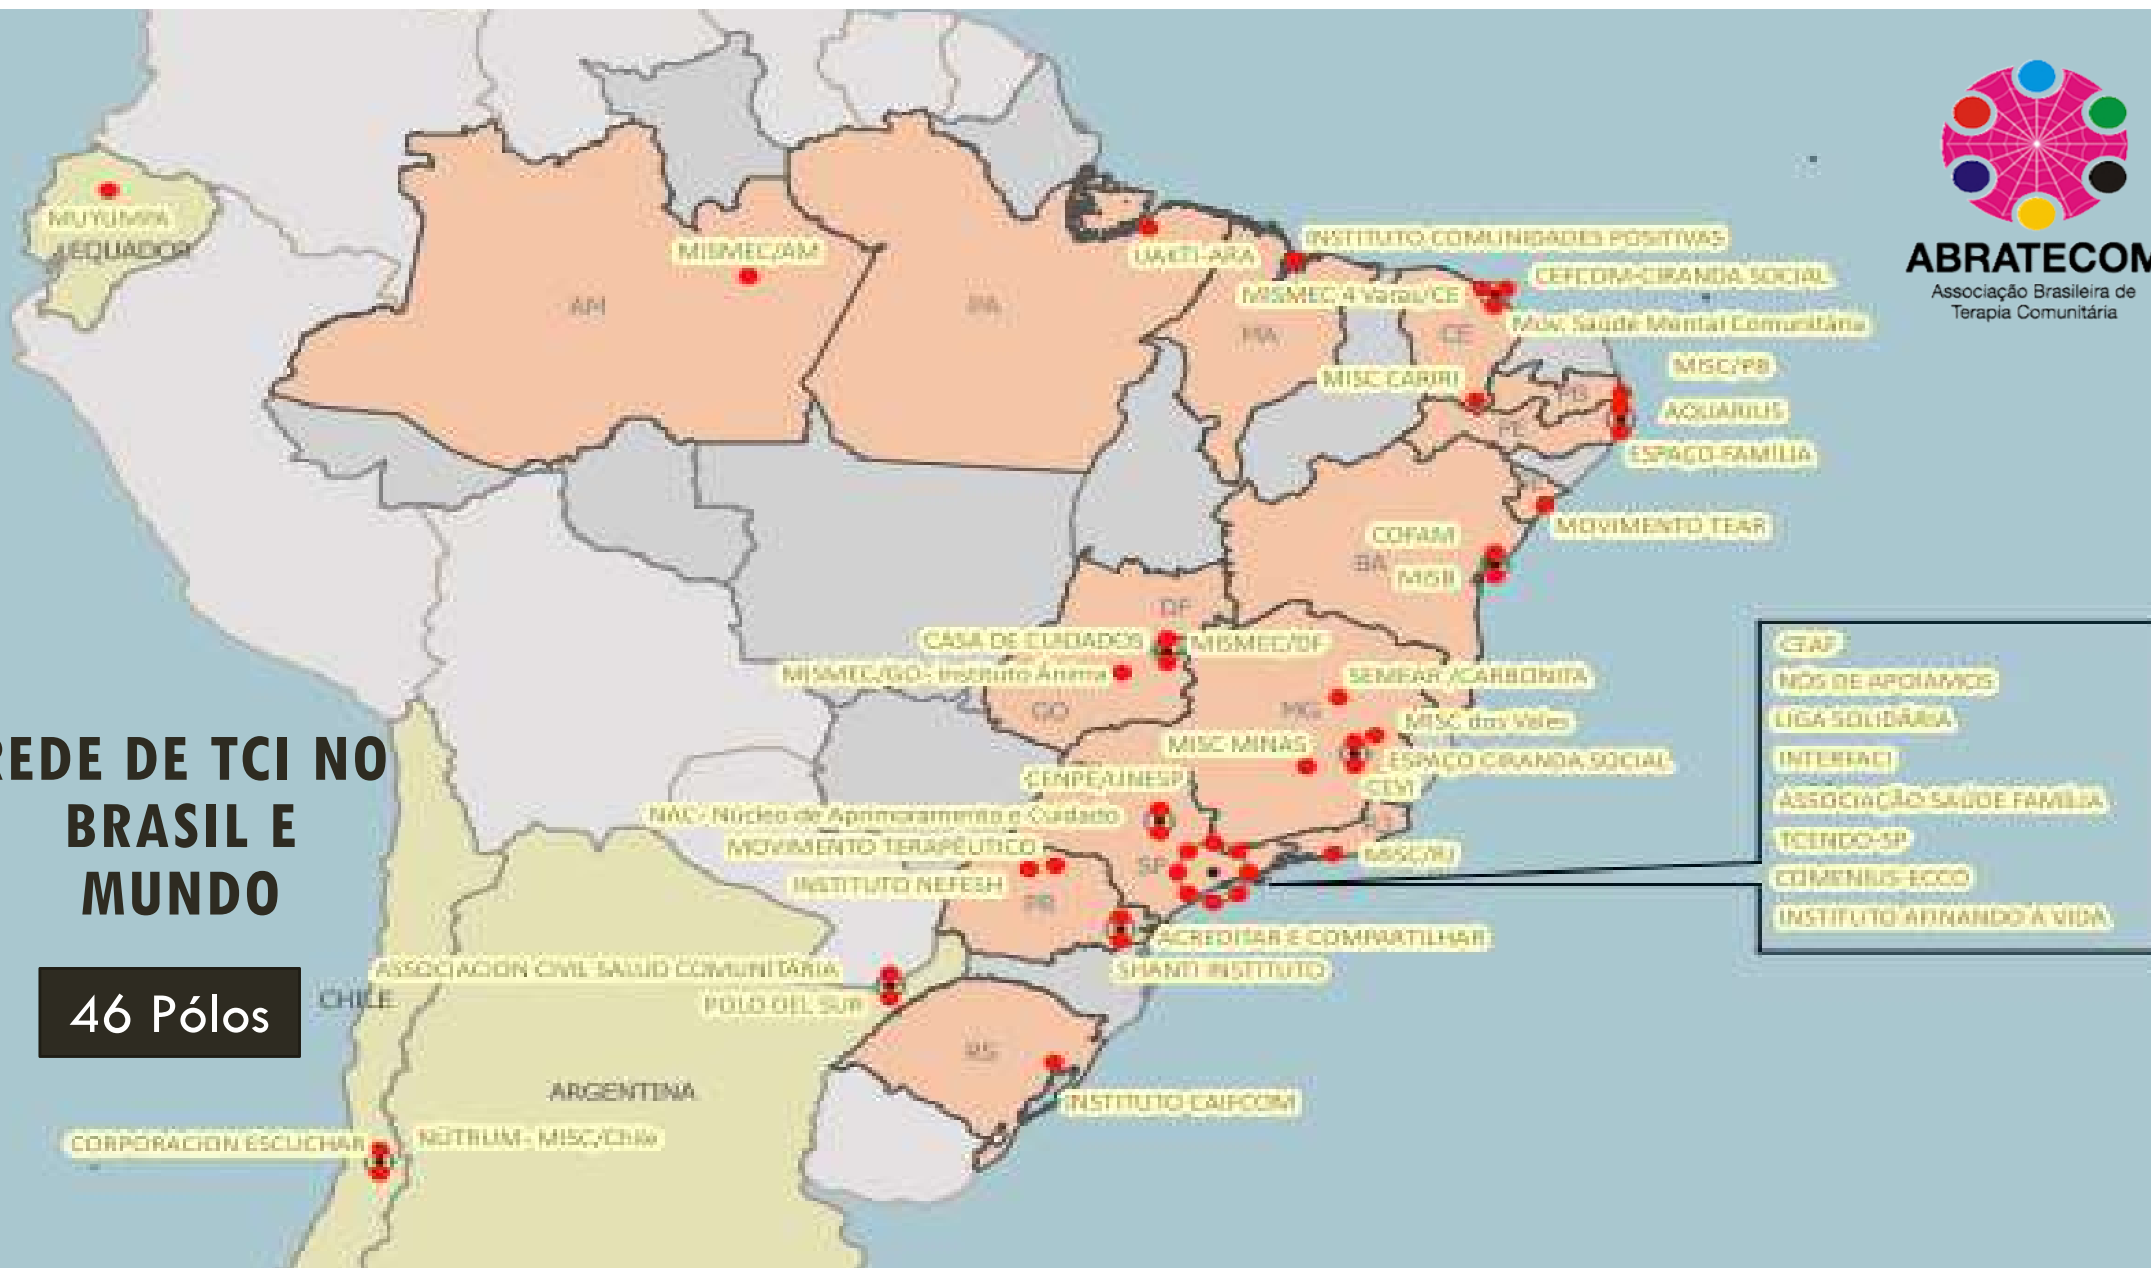 ABRATECOM
Associação Brasileira de
Terapia Comunitária
MUYUMPA
EQUADOR
MISMEC/AM
AM
PA
UAKTI-ARA
INSTITUTO COMUNIDADES POSITIVAS
CEFCOM-CIRANDA SOCIAL
MISMEC 4 Varas/CE
Mov. Saúde Mental Comunitária
MA
CE
MISC/PB
MISC CARIRI
PB
AQUARIUS
PE
ESPAÇO FAMÍLIA
SE
MOVIMENTO TEAR
COFAM
BA
MISB
DF
CASA DE CUIDADOS
MISMEC/DF
MISMEC/GO - Instituto Anima
SEMEAR /CARBONITA
GO
MG
MISC dos Vales
MISC MINAS
ESPAÇO CIRANDA SOCIAL
CENPE/UNESP
CEVI
NAC - Núcleo de Aprimoramento e Cuidado
MOVIMENTO TERAPÊUTICO
MISC/RJ
SP
INSTITUTO NEFESH
PR
ACREDITAR E COMPARTILHAR
SHANTI INSTITUTO
CEAF
NÓS DE APOIAMOS
LIGA SOLIDÁRIA
INTERFACI
ASSOCIAÇÃO SAÚDE FAMÍLIA
TCENDO-SP
COMENIUS-ECCO
INSTITUTO AFINANDO A VIDA
REDE DE TCI NO
BRASIL E
MUNDO
46 Pólos
ASSOCIACION CIVIL SALUD COMUNITÁRIA
CHILE
POLO DEL SUR
RS
ARGENTINA
INSTITUTO CAIFCOM
CORPORACION ESCUCHAR
NUTRUM - MISC/Chile